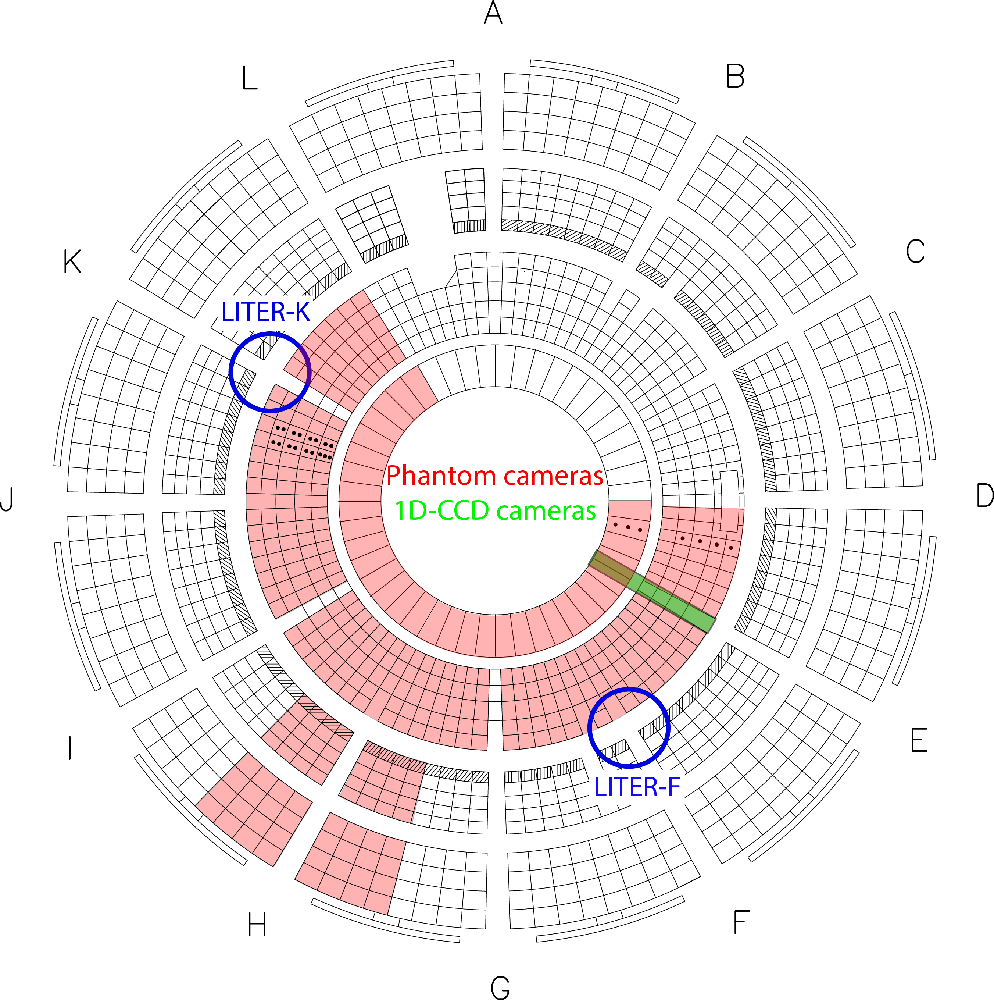 A
B
L
C
K
LITER-K
Phantom cameras
1D-CCD cameras
J
D
I
E
LITER-F
H
F
G